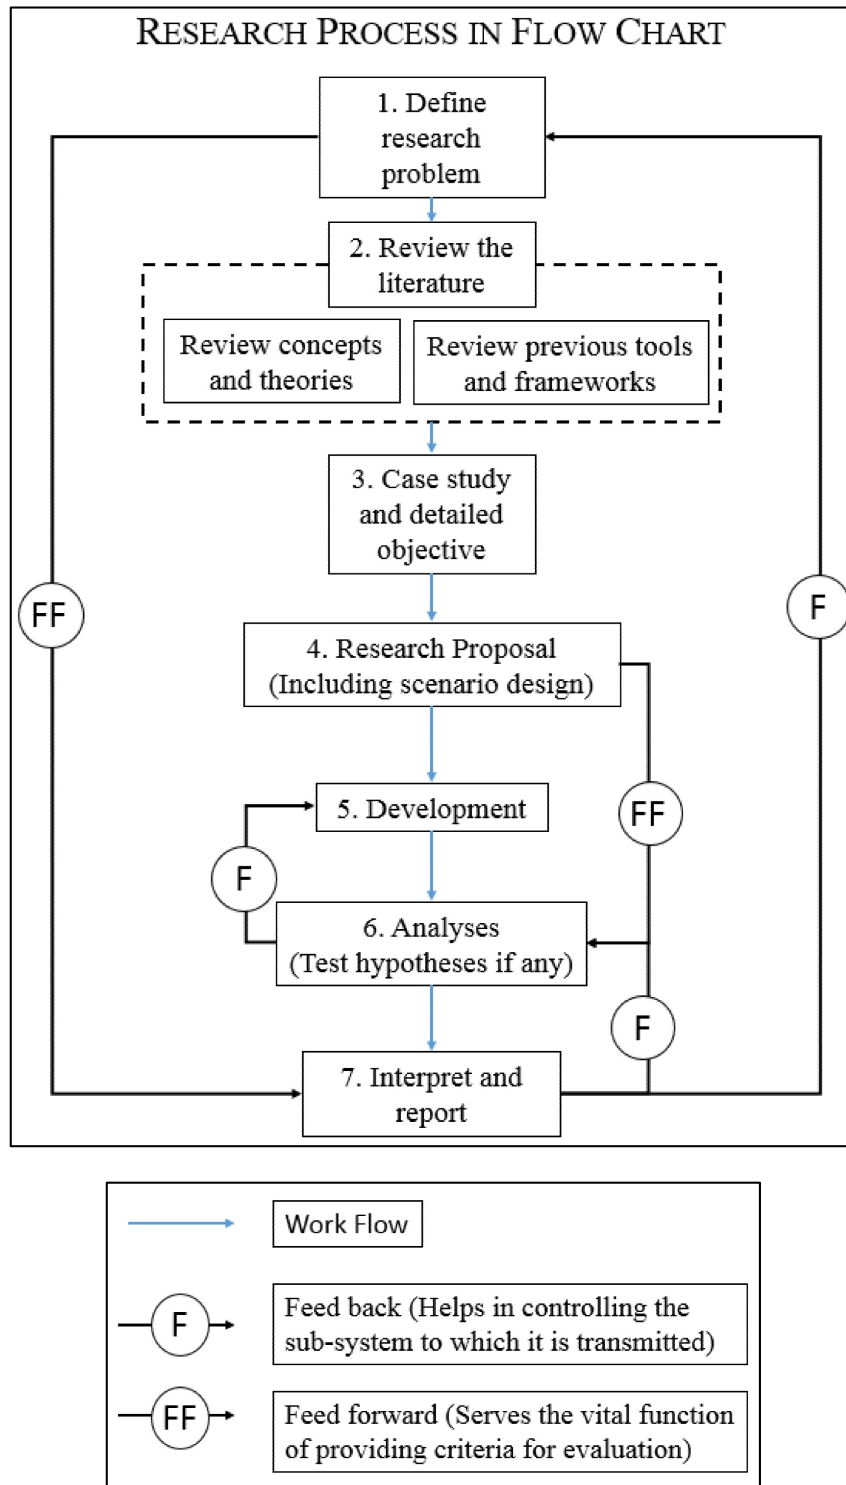 RESEARCH PROCESS IN FLOW CHART
1. Define
research
problem
2. Review the
literature
Review concepts
and theories
Review previous tools
and frameworks
3. Case study
and detailed
objective
FF
F
4. Research Proposal
(Including scenario design)
5. Development
FF
F
6. Analyses
(Test hypotheses if any)
F
7. Interpret and
report
Work Flow
F
Feed back (Helps in controlling the
sub-system to which it is transmitted)
FF
Feed forward (Serves the vital function
of providing criteria for evaluation)